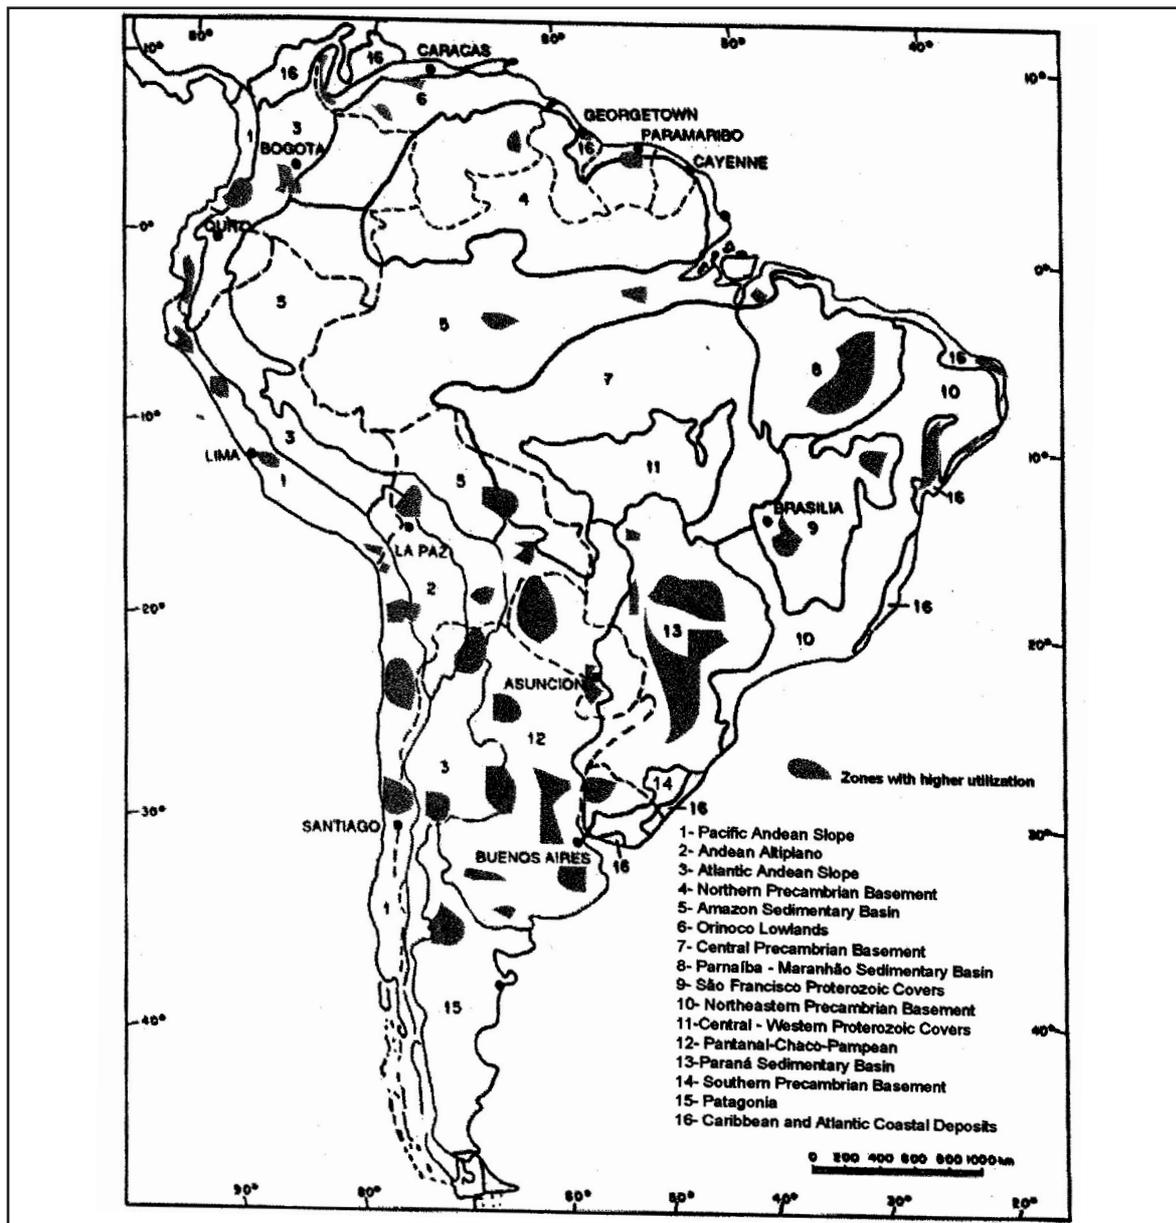 40°
10°
10°
16
16
CARACAS
6
GEORGETOWN
PARAMARIBO
16
CAYENNE
1
3
BOGOTA
4
0°
QUITO
0°
5
5
7
8
16
10
10°
10°
3
LIMA
1
11
5
16
BRASILIA
9
LA PAZ
2
20°
16
13
10
20°
ASUNCION
12
3
14
Zones with higher utilization
30°
SANTIAGO
16
30°
BUENOS AIRES
16
1
15
40°
40°
1- Pacific Andean Slope
2- Andean Altiplano
3- Atlantic Andean Slope
4- Northern Precambrian Basement
5- Amazon Sedimentary Basin
6- Orinoco Lowlands
7- Central Precambrian Basement
8- Parnaíba - Maranhão Sedimentary Basin
9- São Francisco Proterozoic Covers
10- Northeastern Precambrian Basement
11-Central - Western Proterozoic Covers
12- Pantanal-Chaco-Pampean
13-Paraná Sedimentary Basin
14- Southern Precambrian Basement
15- Patagonia
16- Caribbean and Atlantic Coastal Deposits
0 200 400 600 800 1000 km
90° 80° 60° 50° 40° 30° 20°